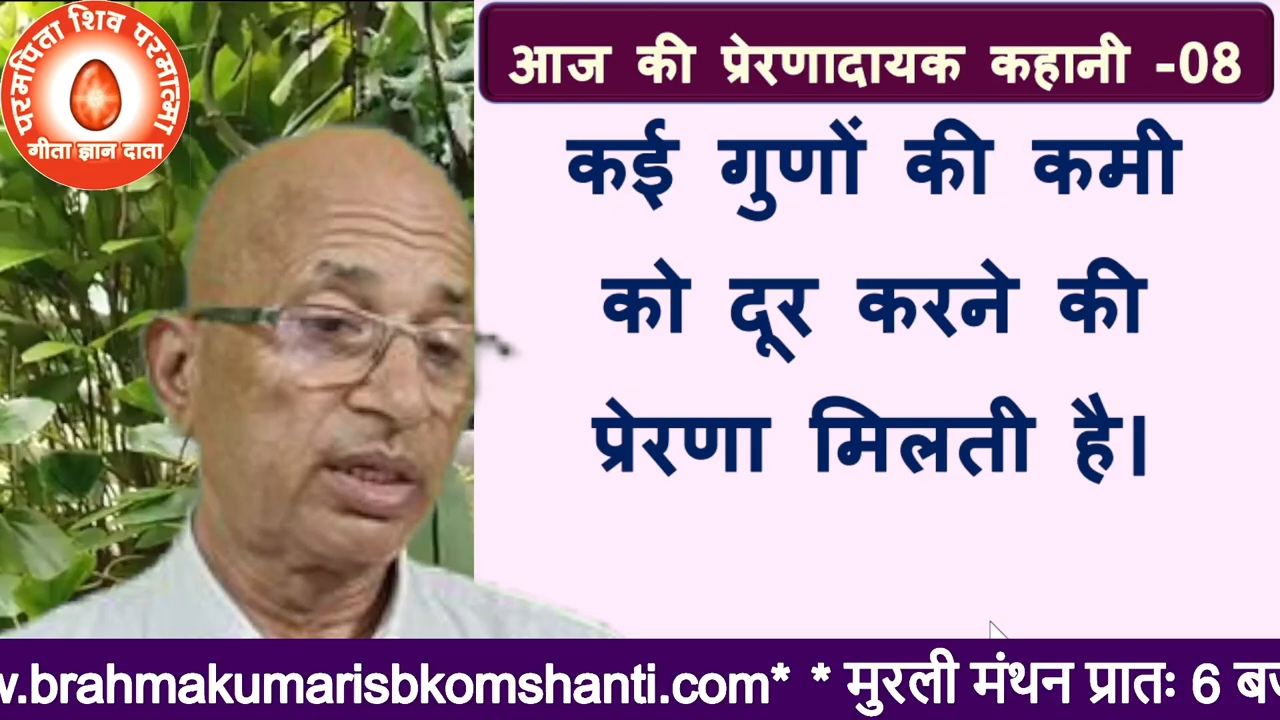 परमपिता शिव परमात्मा
गीता ज्ञान दाता
आज की प्रेरणादायक कहानी -08
कई गुणों की कमी
को दूर करने की
प्रेरणा मिलती है।
w.brahmakumarisbkomshanti.com* * मुरली मंथन प्रातः 6